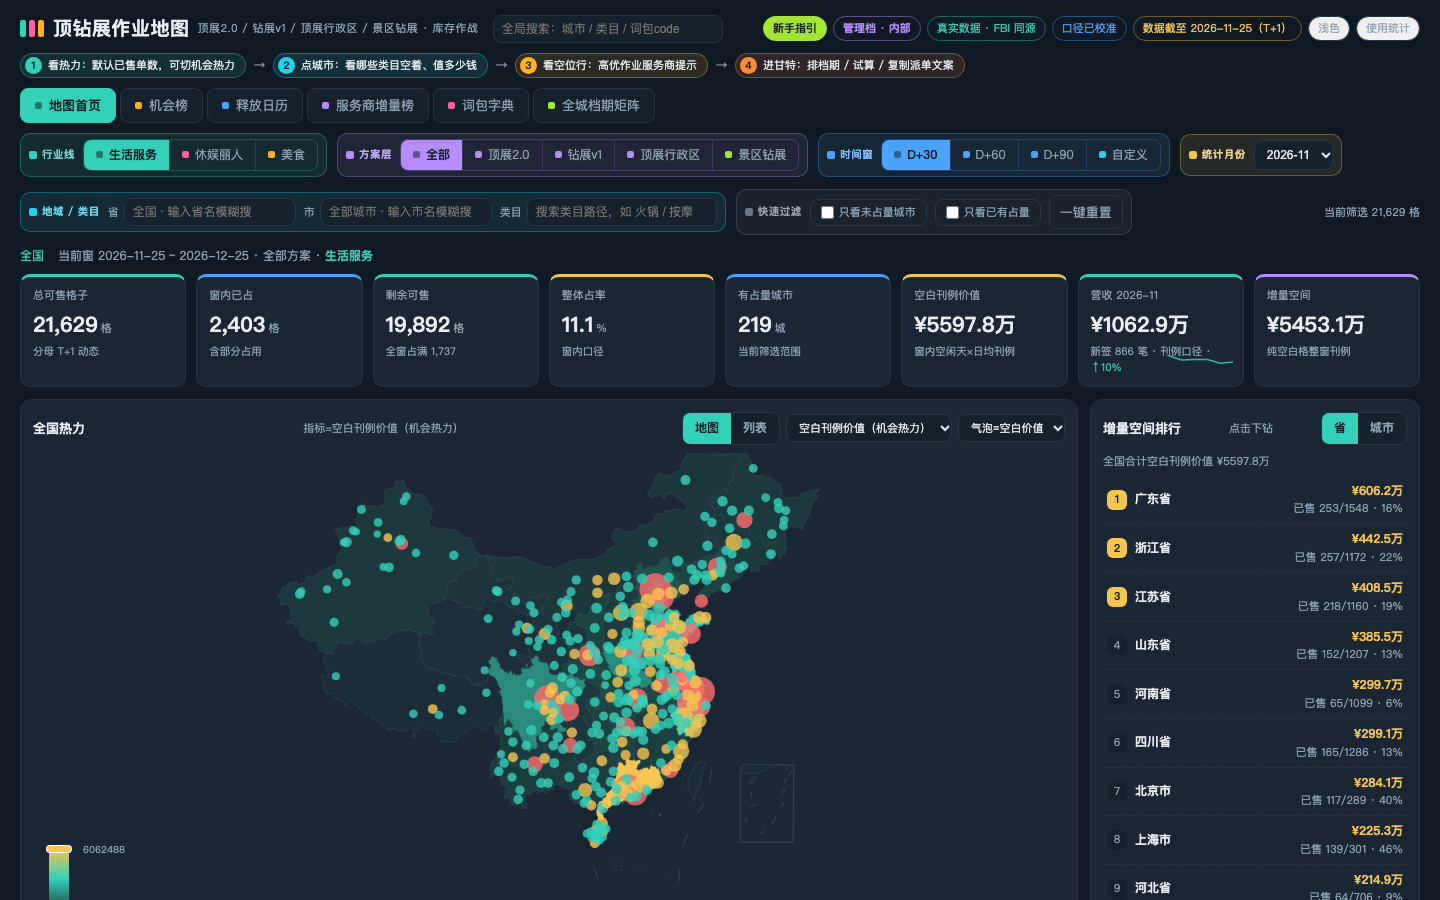 顶钻展作业地图 顶展2.0 / 钻展v1 / 顶展行政区 / 景区钻展 · 库存作战 全局搜索：城市 / 类目 / 词包code 新手指引 管理档 · 内部 真实数据 · FBI 同源 口径已校准 数据截至 2026-11-25（T+1） 浅色 使用统计
1 看热力：默认已售单数，可切机会热力 → 2 点城市：看哪些类目空着、值多少钱 → 3 看空位行：高优作业服务商提示 → 4 进甘特：排档期 / 试算 / 复制派单文案
地图首页 机会榜 释放日历 服务商增量榜 词包字典 全城档期矩阵
行业线 生活服务 休娱丽人 美食 方案层 全部 顶展2.0 钻展v1 顶展行政区 景区钻展 时间窗 D+30 D+60 D+90 自定义 统计月份 2026-11
地域 / 类目 省 全国 · 输入省名模糊搜 市 全部城市 · 输入市名模糊搜 类目 搜索类目路径，如 火锅 / 按摩 快速过滤 只看未占量城市 只看已有占量 一键重置 当前筛选 21,629 格
全国 当前窗 2026-11-25 ~ 2026-12-25 · 全部方案 · 生活服务
总可售格子 窗内已占 剩余可售 整体占率 有占量城市 空白刊例价值 营收 2026-11 增量空间
21,629 格 2,403 格 19,892 格 11.1 % 219 城 ¥5597.8万 ¥1062.9万 ¥5453.1万
分母 T+1 动态 含部分占用 全窗占满 1,737 窗内口径 当前筛选范围 窗内空闲天×日均刊例 新签 866 笔 · 刊例口径 · 纯空白格整窗刊例
↑10%
全国热力 指标=空白刊例价值（机会热力） 地图 列表 空白刊例价值（机会热力） 气泡=空白价值
6062488
增量空间排行 点击下钻 省 城市
全国合计空白刊例价值 ¥5597.8万
1 广东省 ¥606.2万
已售 253/1548 · 16%
2 浙江省 ¥442.5万
已售 257/1172 · 22%
3 江苏省 ¥408.5万
已售 218/1160 · 19%
4 山东省 ¥385.5万
已售 152/1207 · 13%
5 河南省 ¥299.7万
已售 65/1099 · 6%
6 四川省 ¥299.1万
已售 165/1286 · 13%
7 北京市 ¥284.1万
已售 117/289 · 40%
8 上海市 ¥225.3万
已售 139/301 · 46%
9 河北省 ¥214.9万
已售 64/706 · 9%